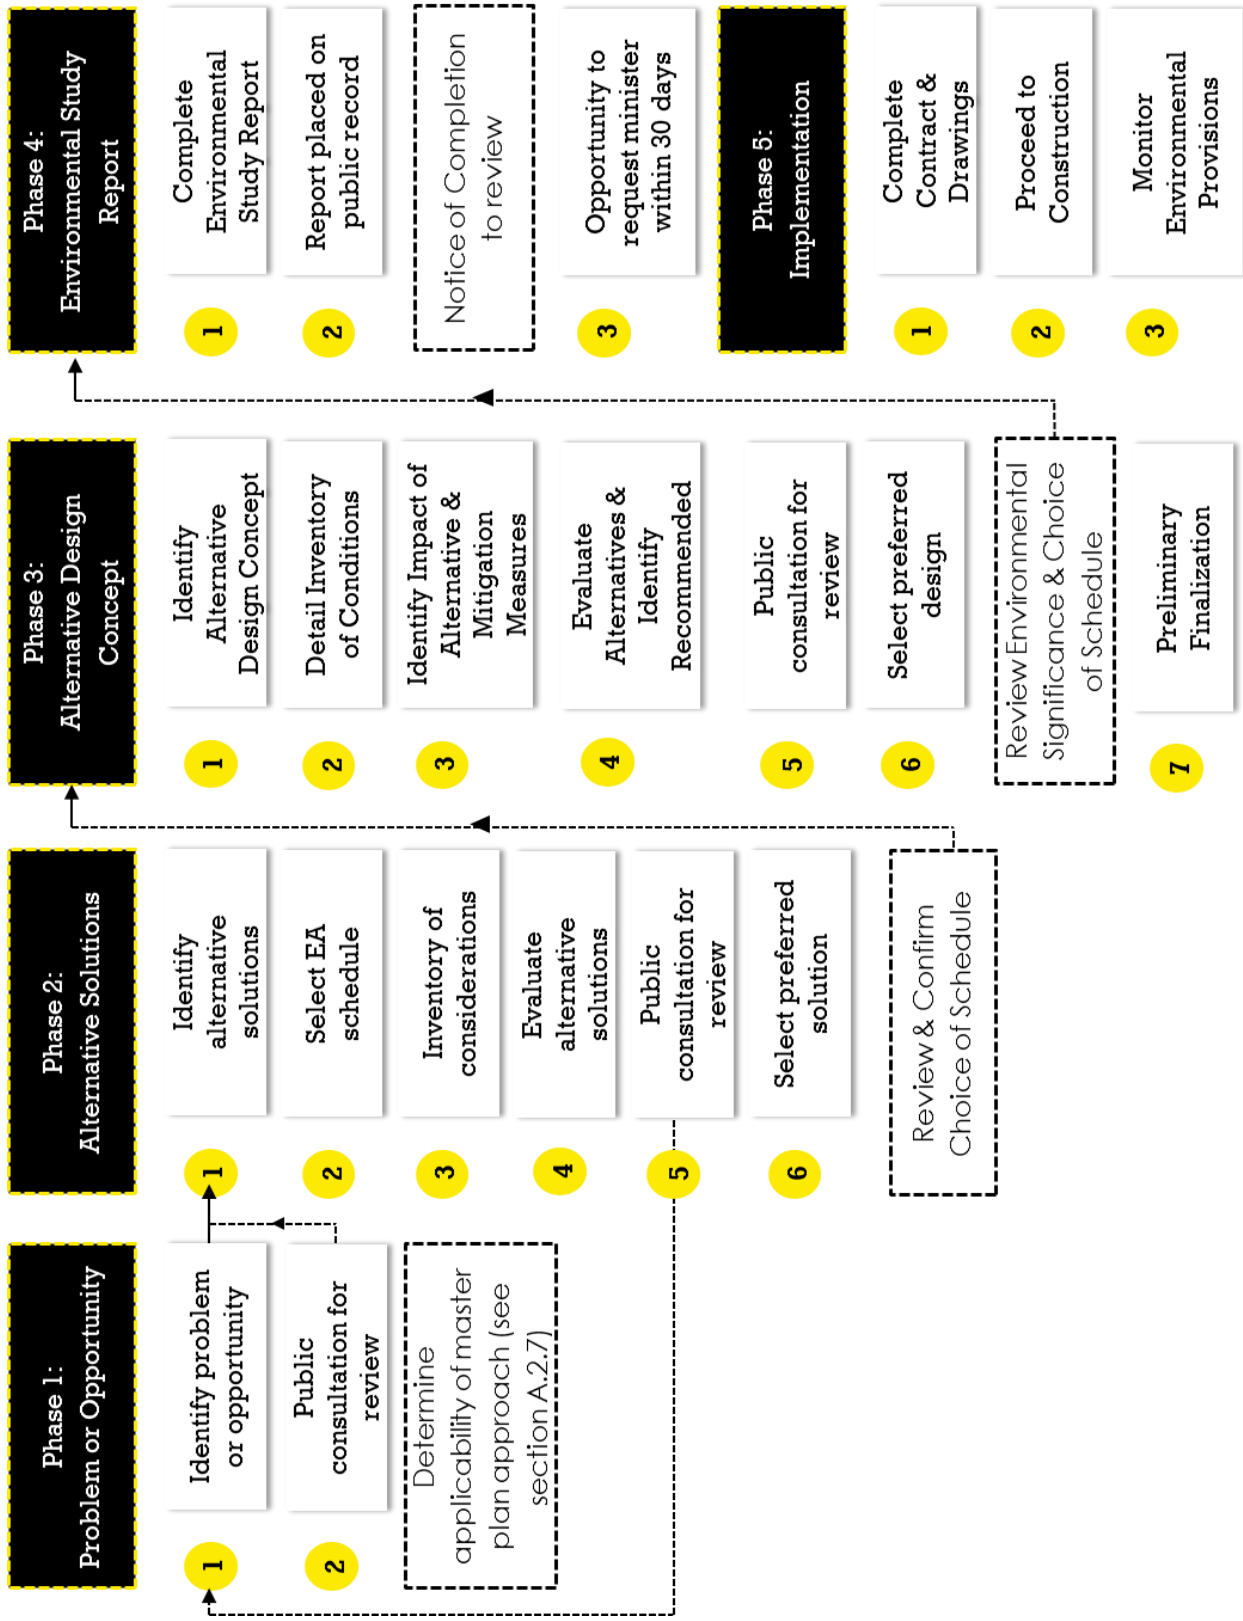 Phase 1:
Problem or Opportunity
1
Identify problem
or opportunity
2
Public
consultation for
review
Determine
applicability of master
plan approach (see
section A.2.7)
Phase 2:
Alternative Solutions
1
Identify
alternative
solutions
2
Select EA
schedule
3
Inventory of
considerations
4
Evaluate
alternative
solutions
5
Public
consultation for
review
6
Select preferred
solution
Review & Confirm
Choice of Schedule
Phase 3:
Alternative Design
Concept
1
Identify
Alternative
Design Concept
2
Detail Inventory
of Conditions
3
Identify Impact of
Alternative &
Mitigation
Measures
4
Evaluate
Alternatives &
Identify
Recommended
5
Public
consultation for
review
6
Select preferred
design
Review Environmental
Significance & Choice
of Schedule
7
Preliminary
Finalization
Phase 4:
Environmental Study
Report
1
Complete
Environmental
Study Report
2
Report placed on
public record
Notice of Completion
to review
3
Opportunity to
request minister
within 30 days
Phase 5:
Implementation
1
Complete
Contract &
Drawings
2
Proceed to
Construction
3
Monitor
Environmental
Provisions